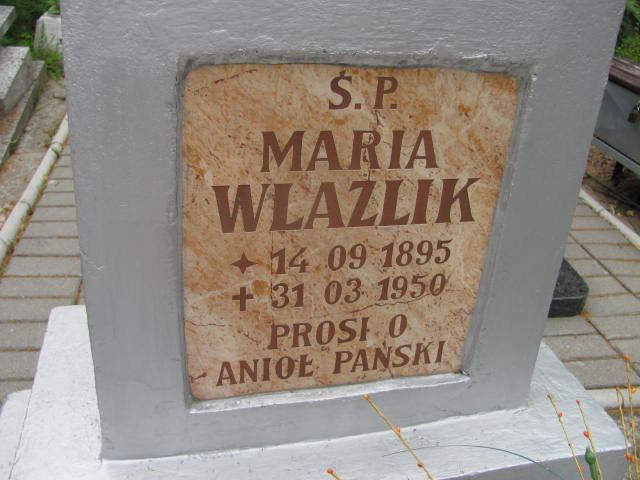 Ś. P.
MARIA
WLAŹLIK
✦ 14 09 1895
✝ 31 03 1950
PROSI O
ANIOŁ PAŃSKI